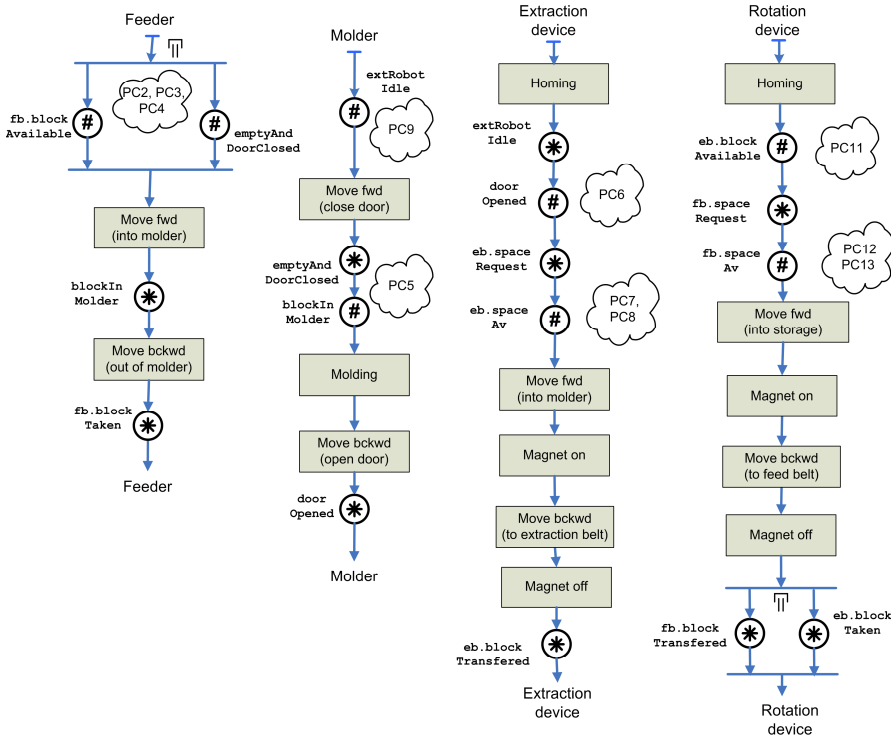 Feeder
PC2, PC3,
PC4
fb.block
Available
#
#
emptyAnd
DoorClosed
Move fwd
(into molder)
blockIn
Molder
Move bckwd
(out of molder)
fb.block
Taken
Feeder
Molder
extRobot
Idle
#
PC9
Move fwd
(close door)
emptyAnd
DoorClosed
PC5
blockIn
Molder
#
Molding
Move bckwd
(open door)
door
Opened
Molder
Extraction
device
Homing
extRobot
Idle
door
Opened
#
PC6
eb.space
Request
eb.space
Av
#
PC7,
PC8
Move fwd
(into molder)
Magnet on
Move bckwd
(to extraction belt)
Magnet off
eb.block
Transfered
Extraction
device
Rotation
device
Homing
eb.block
Available
#
PC11
fb.space
Request
fb.space
Av
#
PC12
PC13
Move fwd
(into storage)
Magnet on
Move bckwd
(to feed belt)
Magnet off
fb.block
Transfered
eb.block
Taken
Rotation
device